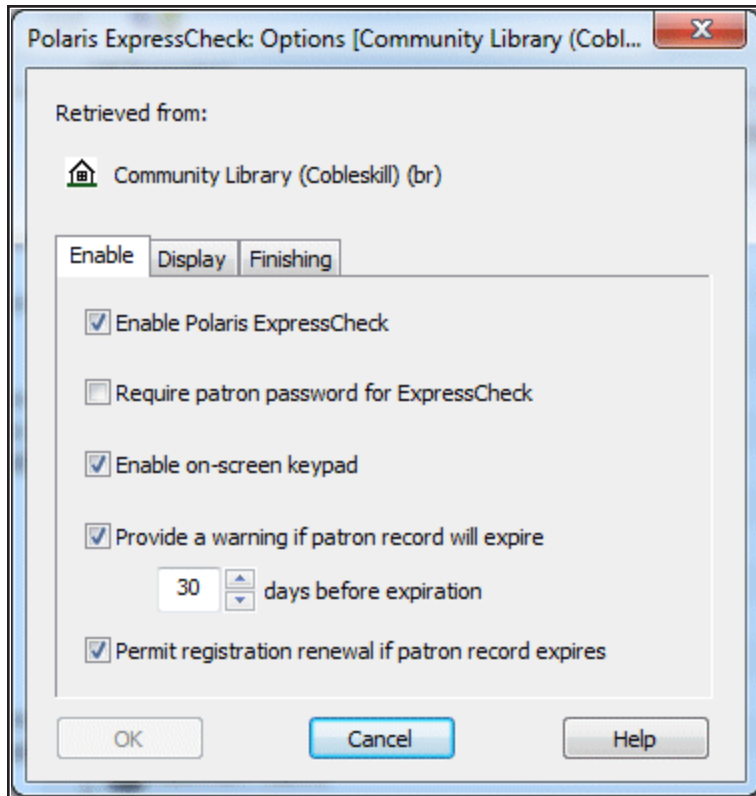 Polaris ExpressCheck: Options [Community Library (Cobl...
Retrieved from:
Community Library (Cobleskill) (br)
Enable Display Finishing
Enable Polaris ExpressCheck
Require patron password for ExpressCheck
Enable on-screen keypad
Provide a warning if patron record will expire
30 days before expiration
Permit registration renewal if patron record expires
OK Cancel Help